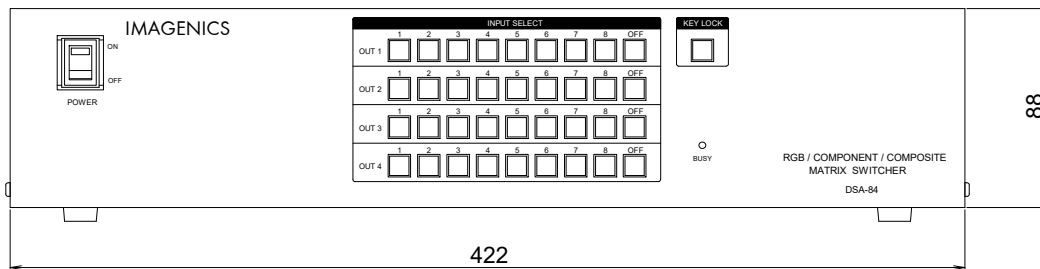 IMAGENICS
ON
OFF
POWER
INPUT SELECT
1 2 3 4 5 6 7 8 OFF
OUT 1
1 2 3 4 5 6 7 8 OFF
OUT 2
1 2 3 4 5 6 7 8 OFF
OUT 3
1 2 3 4 5 6 7 8 OFF
OUT 4
KEY LOCK
BUSY
RGB / COMPONENT / COMPOSITE
MATRIX SWITCHER
DSA-84
88
422